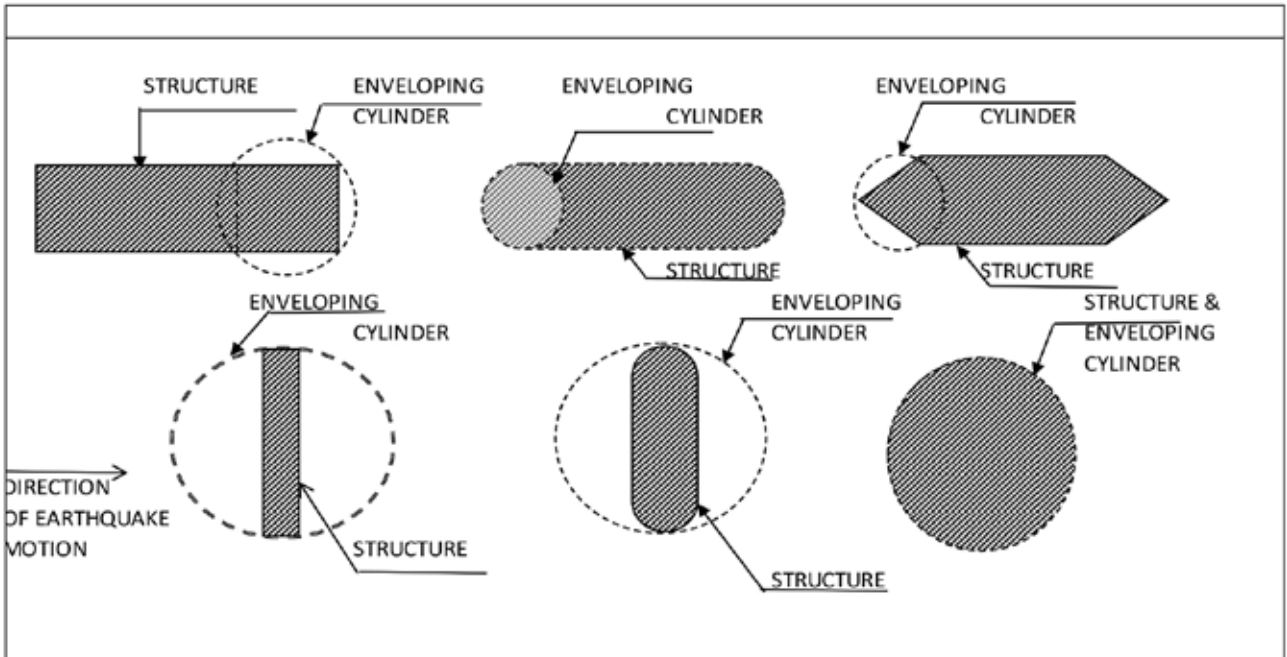 STRUCTURE
ENVELOPING
CYLINDER
ENVELOPING
CYLINDER
ENVELOPING
CYLINDER
STRUCTURE
STRUCTURE
ENVELOPING
CYLINDER
ENVELOPING
CYLINDER
STRUCTURE &
ENVELOPING
CYLINDER
DIRECTION
OF EARTHQUAKE
MOTION
STRUCTURE
STRUCTURE